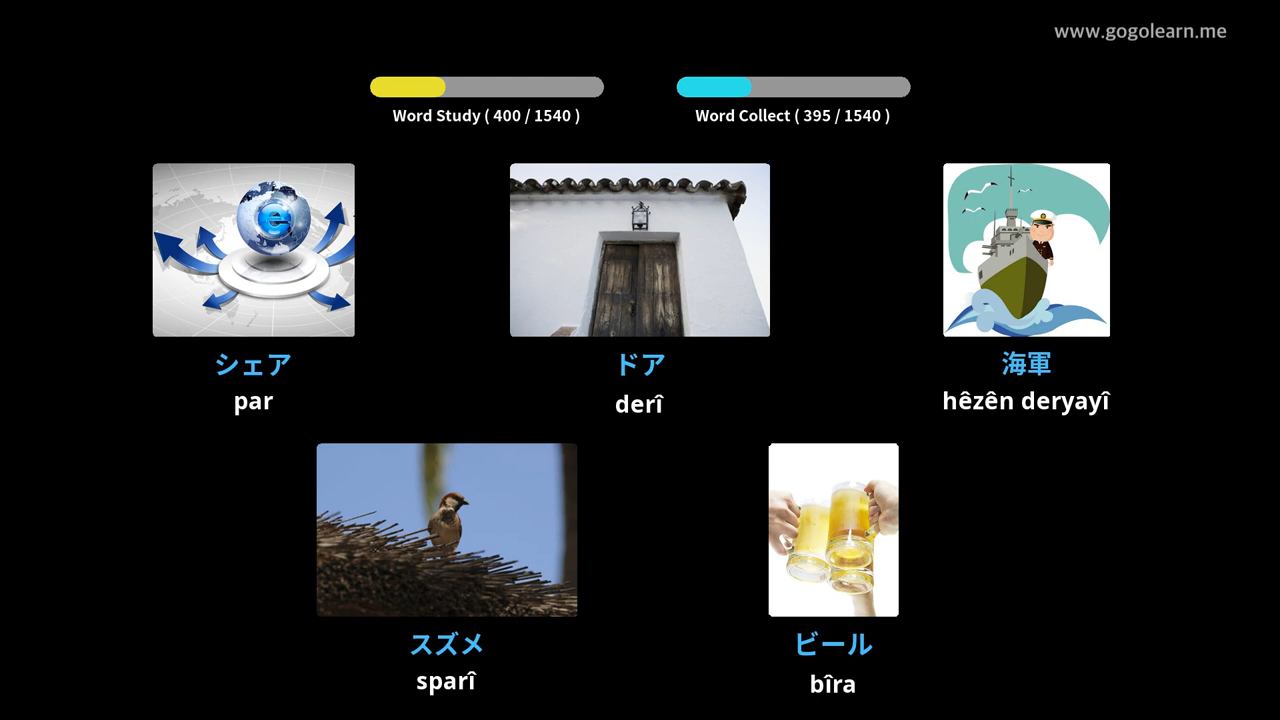 www.gogolearn.me
Word Study ( 400 / 1540 )
Word Collect ( 395 / 1540 )
e
シェア
par
ドア
derî
海軍
hêzên deryayî
スズメ
sparî
ビール
bîra